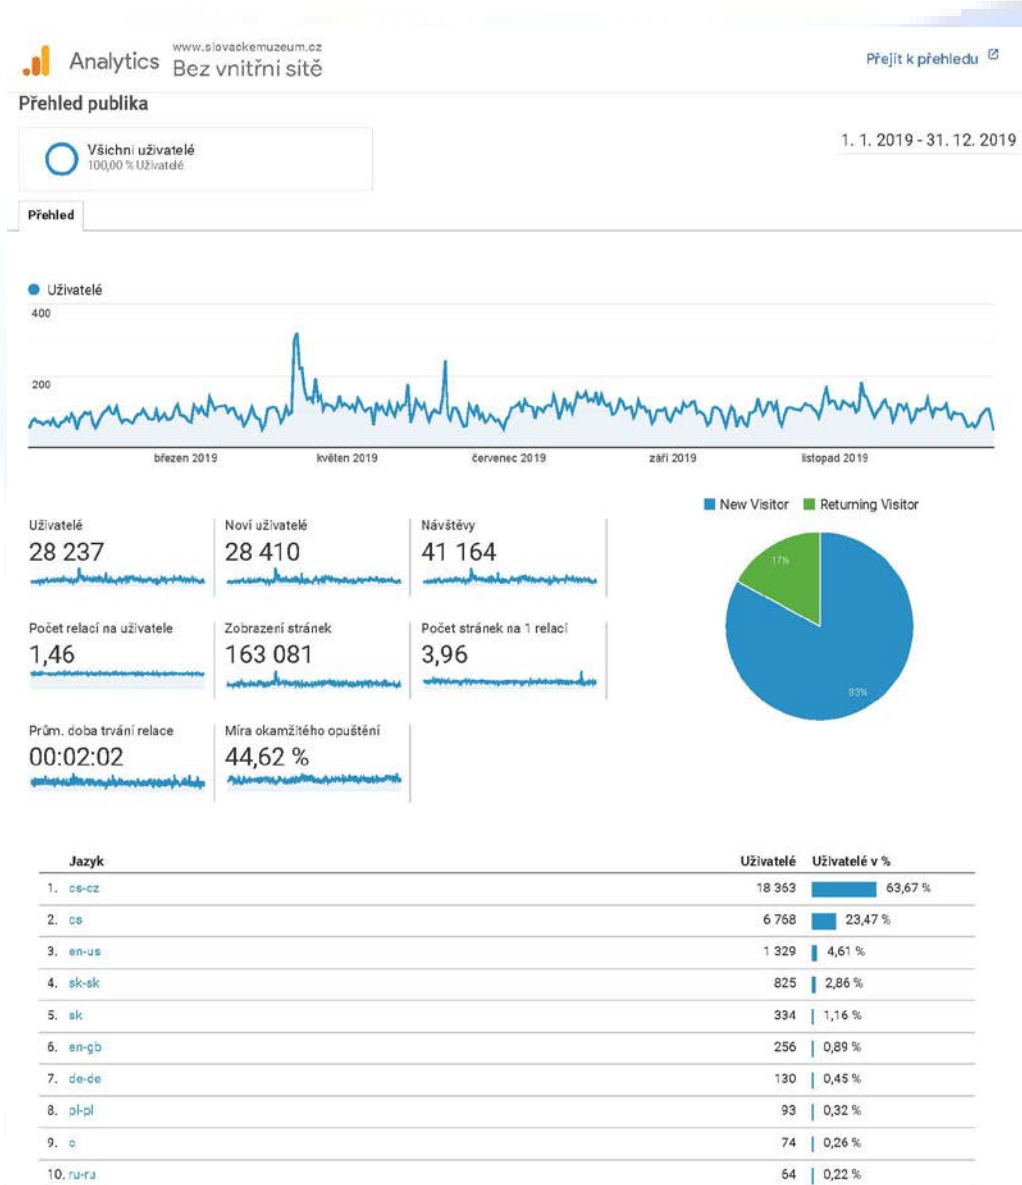 www.slovackemuzeum.cz
Analytics Bez vnitřní sítě
Přejít k přehledu
Přehled publika
Všichni uživatelé
100,00 % Uživatelé
1. 1. 2019 - 31. 12. 2019
Přehled
Uživatelé
400
200
březen 2019 květen 2019 červenec 2019 září 2019 listopad 2019
New Visitor Returning Visitor
Uživatelé Noví uživatelé Návštěvy
28 237 28 410 41 164
17%
Počet relací na uživatele Zobrazení stránek Počet stránek na 1 relaci
1,46 163 081 3,96
83%
Prům. doba trvání relace Míra okamžitého opuštění
00:02:02 44,62 %
Jazyk Uživatelé Uživatelé v %
1. cs-cz 18 363 63,67 %
2. cs 6 768 23,47 %
3. en-us 1 329 4,61 %
4. sk-sk 825 2,86 %
5. sk 334 1,16 %
6. en-gb 256 0,89 %
7. de-de 130 0,45 %
8. pl-pl 93 0,32 %
9. c 74 0,26 %
10. ru-ru 64 0,22 %